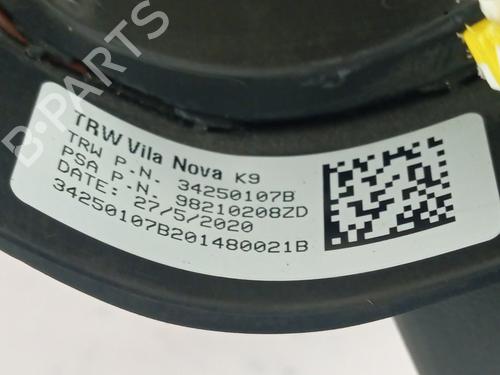 B-PARTS
TRW Vila Nova K9
TRW P.N. 34250107B
PSA P.N. 98210208ZD
DATE: 27/5/2020
34250107B201480021B